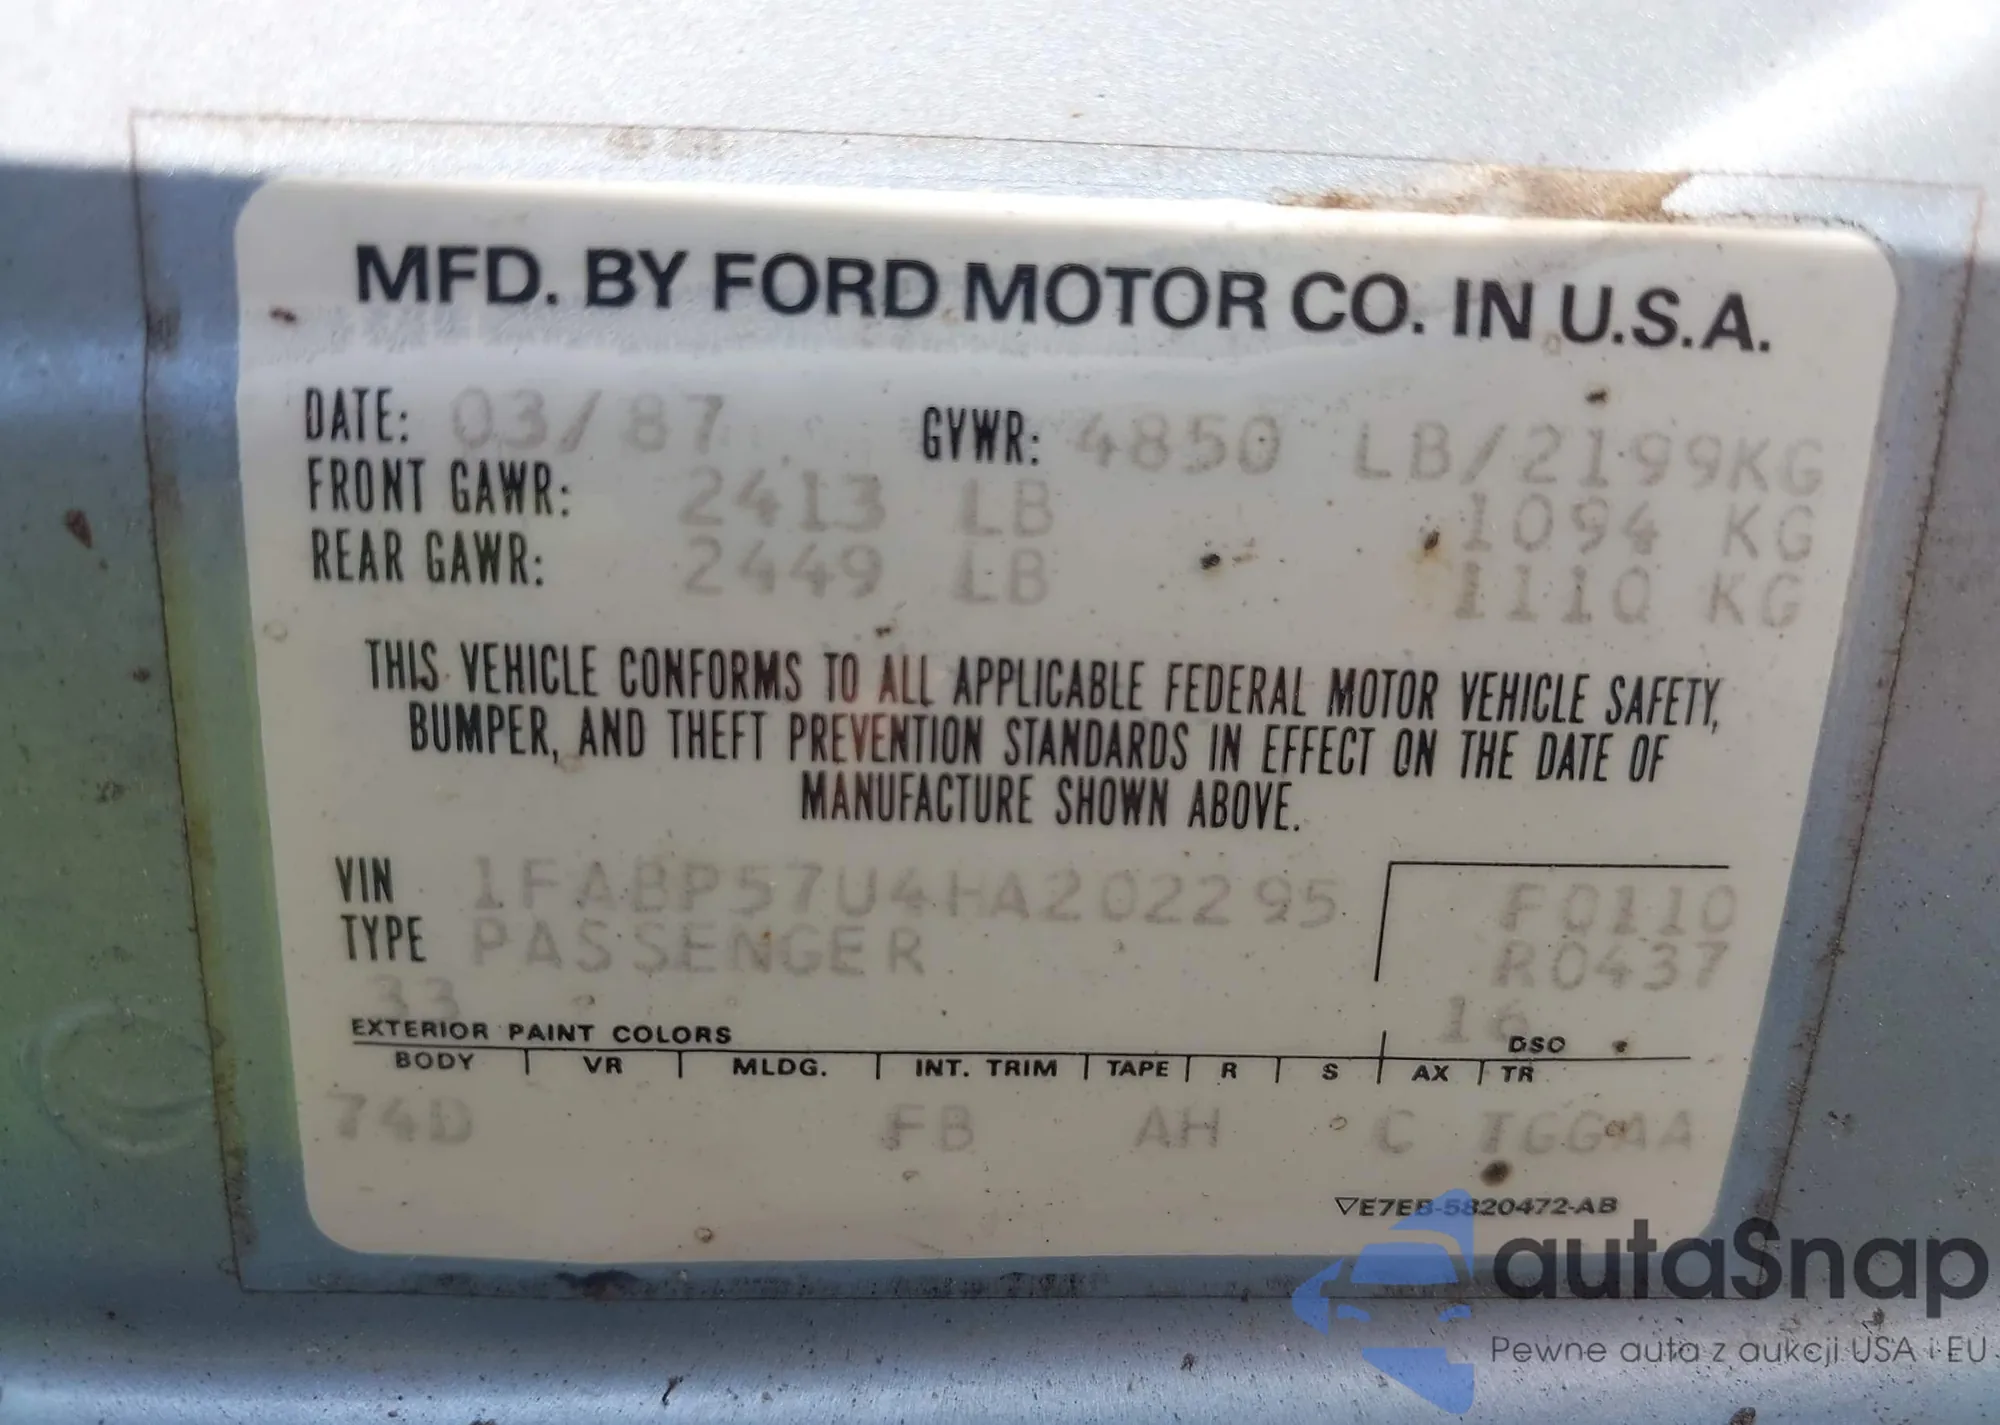 MFD. BY FORD MOTOR CO. IN U.S.A.
DATE: 03/87 GVWR: 4850 LB/2199KG
FRONT GAWR: 2413 LB 1094 KG
REAR GAWR: 2449 LB 1110 KG
THIS VEHICLE CONFORMS TO ALL APPLICABLE FEDERAL MOTOR VEHICLE SAFETY,
BUMPER, AND THEFT PREVENTION STANDARDS IN EFFECT ON THE DATE OF
MANUFACTURE SHOWN ABOVE.
VIN 1FABP57U4HA202295 F0110
TYPE PASSENGER R0437
33 16
EXTERIOR PAINT COLORS DSO
BODY VR MLDG. INT. TRIM TAPE R S AX TR
74D FB AH C
▽E7EB-5820472-AB
autaSnap
Pewne auta z aukcji USA i EU